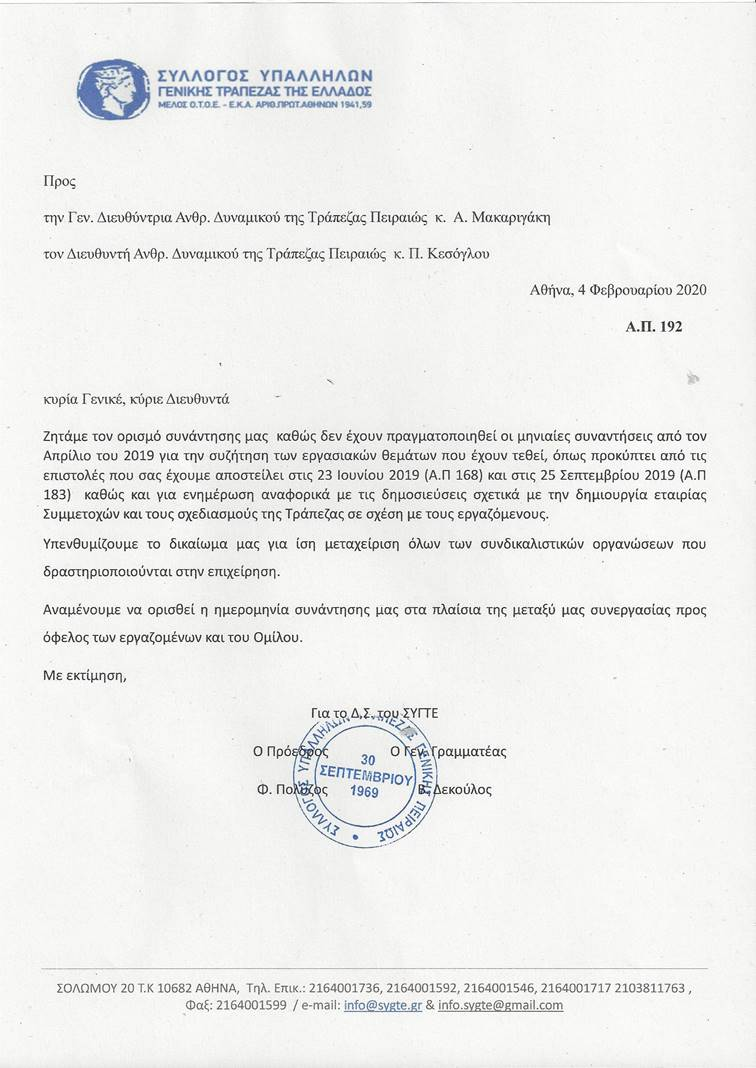 ΣΥΛΛΟΓΟΣ ΥΠΑΛΛΗΛΩΝ
ΓΕΝΙΚΗΣ ΤΡΑΠΕΖΑΣ ΤΗΣ ΕΛΛΑΔΟΣ
ΜΕΛΟΣ Ο.Τ.Ο.Ε. - Ε.Κ.Α. ΑΡΙΘ.ΠΡΩΤ.ΑΘΗΝΩΝ 1941,59
Προς
την Γεν. Διευθύντρια Ανθρ. Δυναμικού της Τράπεζας Πειραιώς κ. Α. Μακαριγάκη
τον Διευθυντή Ανθρ. Δυναμικού της Τράπεζας Πειραιώς κ. Π. Κεσόγλου
Αθήνα, 4 Φεβρουαρίου 2020
Α.Π. 192
κυρία Γενικέ, κύριε Διευθυντά
Ζητάμε τον ορισμό συνάντησης μας καθώς δεν έχουν πραγματοποιηθεί οι μηνιαίες συναντήσεις από τον
Απρίλιο του 2019 για την συζήτηση των εργασιακών θεμάτων που έχουν τεθεί, όπως προκύπτει από τις
επιστολές που σας έχουμε αποστείλει στις 23 Ιουνίου 2019 (Α.Π 168) και στις 25 Σεπτεμβρίου 2019 (Α.Π
183) καθώς και για ενημέρωση αναφορικά με τις δημοσιεύσεις σχετικά με την δημιουργία εταιρίας
Συμμετοχών και τους σχεδιασμούς της Τράπεζας σε σχέση με τους εργαζόμενους.
Υπενθυμίζουμε το δικαίωμα μας για ίση μεταχείριση όλων των συνδικαλιστικών οργανώσεων που
δραστηριοποιούνται στην επιχείρηση.
Αναμένουμε να ορισθεί η ημερομηνία συνάντησης μας στα πλαίσια της μεταξύ μας συνεργασίας προς
όφελος των εργαζομένων και του Ομίλου.
Με εκτίμηση,
Για το Δ.Σ. του ΣΥΓΤΕ
Ο Πρόεδρος Ο Γεν. Γραμματέας
Φ. Πολύζος Β. Δεκούλος
ΣΥΛΛΟΓΟΣ ΥΠΑΛΛΗΛΩΝ ΤΡΑΠΕΖΑΣ ΓΕΝΙΚΗΣ ΠΕΙΡΑΙΩΣ
30
ΣΕΠΤΕΜΒΡΙΟΥ
1969
ΣΟΛΩΜΟΥ 20 Τ.Κ 10682 ΑΘΗΝΑ, Τηλ. Επικ.: 2164001736, 2164001592, 2164001546, 2164001717 2103811763 ,
Φαξ: 2164001599 / e-mail: info@sygte.gr & info.sygte@gmail.com